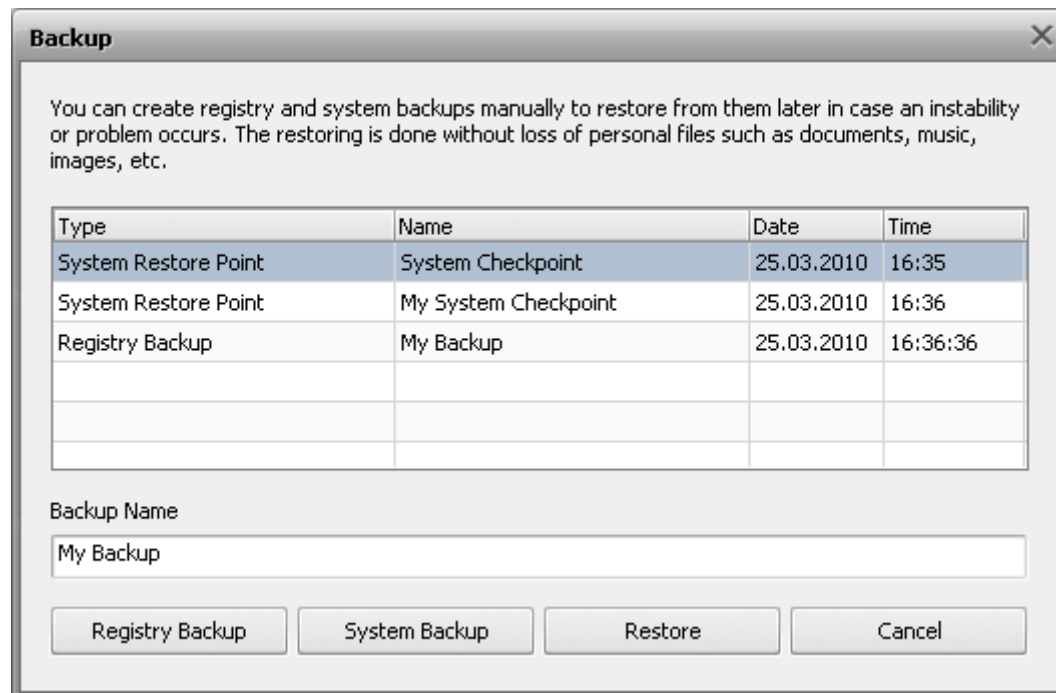 Backup
You can create registry and system backups manually to restore from them later in case an instability
or problem occurs. The restoring is done without loss of personal files such as documents, music,
images, etc.
Type Name Date Time
System Restore Point System Checkpoint 25.03.2010 16:35
System Restore Point My System Checkpoint 25.03.2010 16:36
Registry Backup My Backup 25.03.2010 16:36:36
Backup Name
My Backup
Registry Backup System Backup Restore Cancel